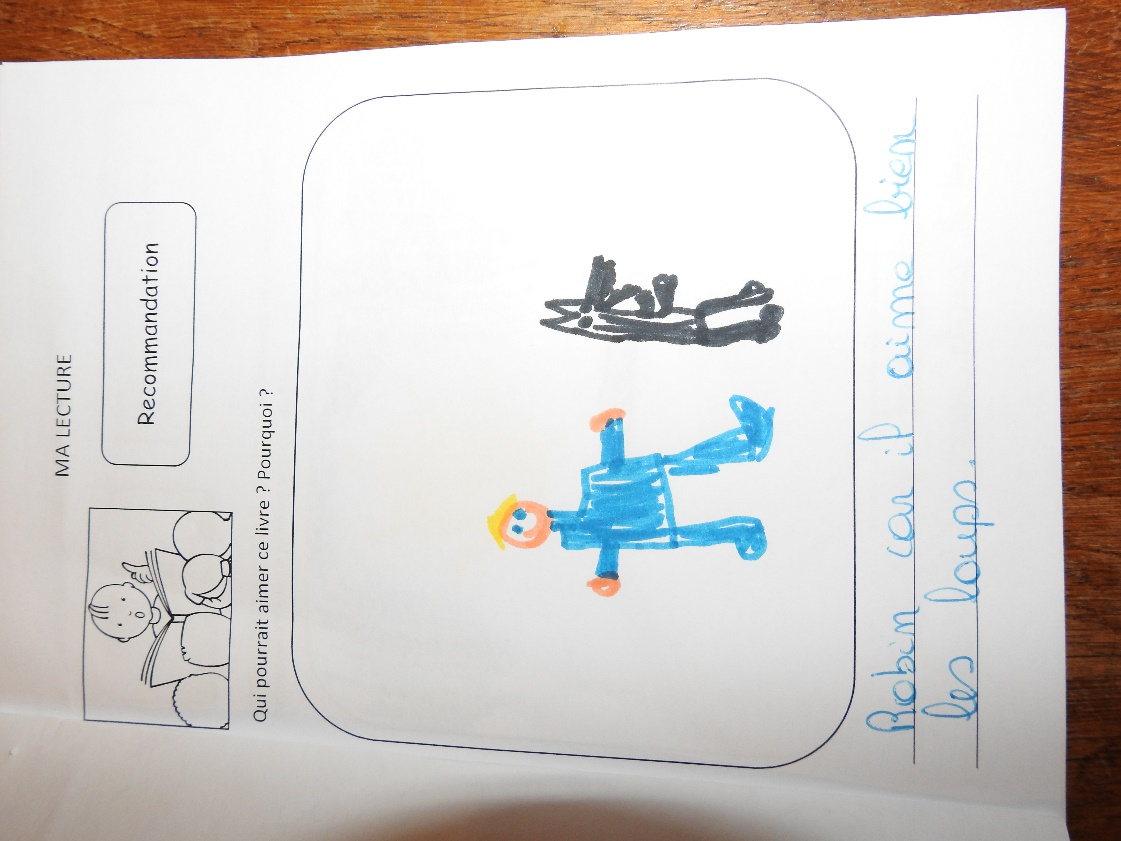 MA LECTURE
Recommandation
Qui pourrait aimer ce livre ? Pourquoi ?
Robin car il aime bien
les loups.